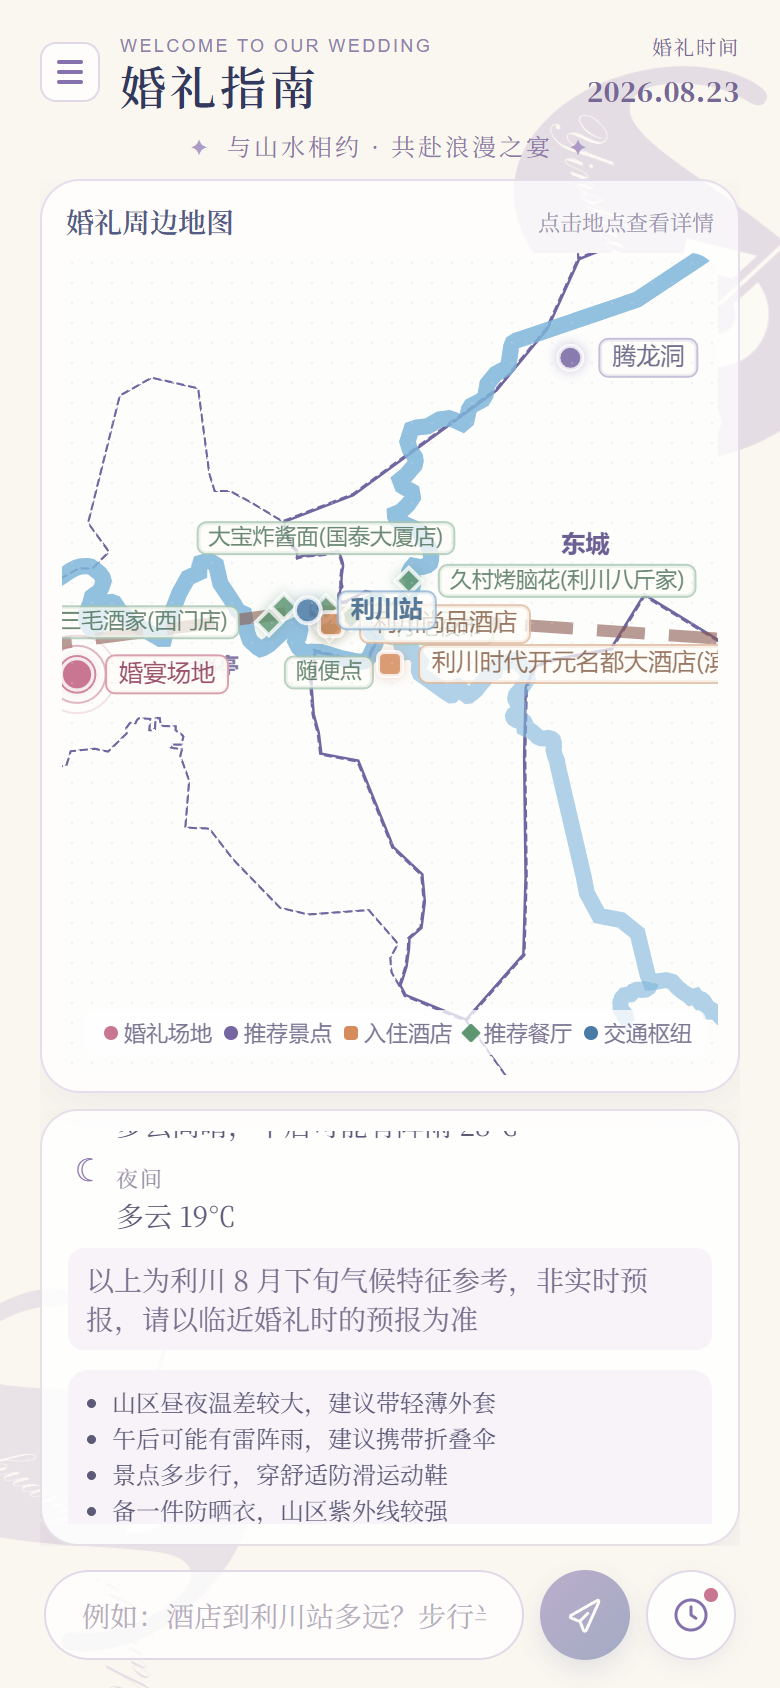 WELCOME TO OUR WEDDING
婚礼指南
婚礼时间
2026.08.23
✦ 与山水相约 · 共赴浪漫之宴 ✦
婚礼周边地图
点击地点查看详情
腾龙洞
大宝炸酱面(国泰大厦店)
东城
久村烤脑花(利川八斤家)
三毛酒家(西门店)
利川站
尚品酒店
婚宴场地
随便点
利川时代开元名都大酒店(滨
婚礼场地
推荐景点
入住酒店
推荐餐厅
交通枢纽
夜间
多云 19°C
以上为利川 8 月下旬气候特征参考，非实时预
报，请以临近婚礼时的预报为准
山区昼夜温差较大，建议带轻薄外套
午后可能有雷阵雨，建议携带折叠伞
景点多步行，穿舒适防滑运动鞋
备一件防晒衣，山区紫外线较强
例如：酒店到利川站多远？步行